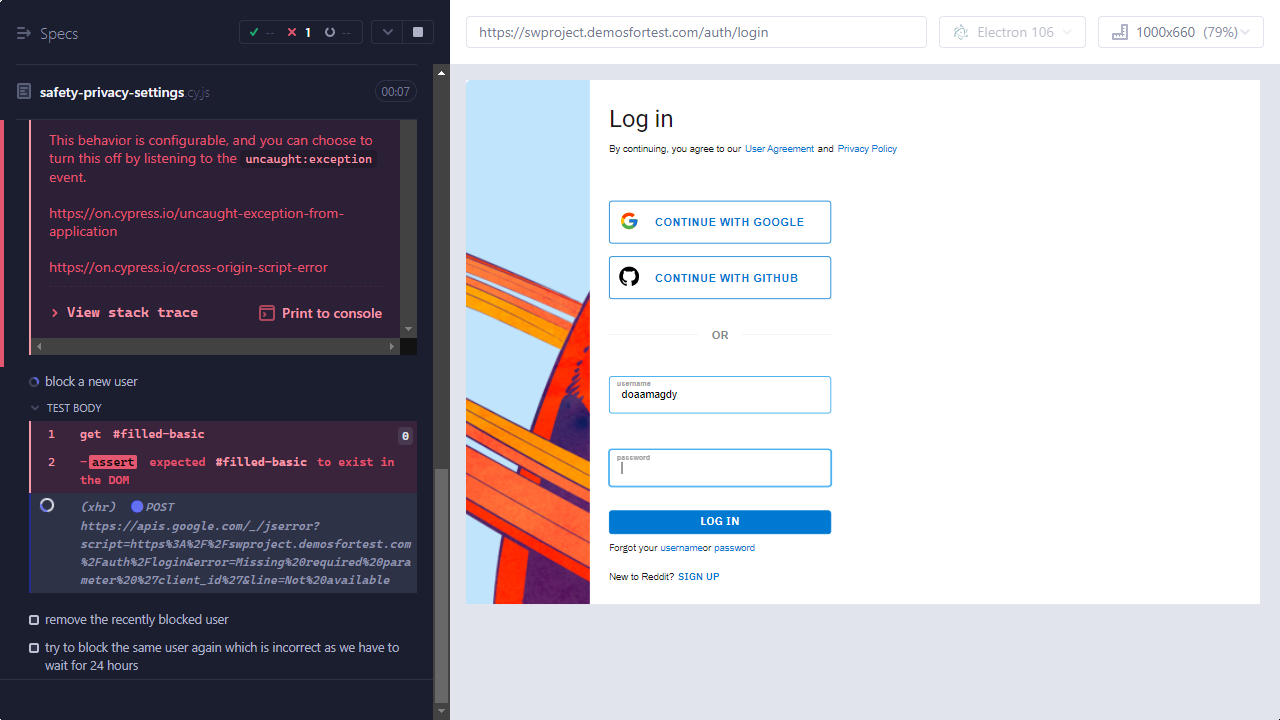 Specs
-- 1 --
safety-privacy-settings.cy.js
00:07
This behavior is configurable, and you can choose to
turn this off by listening to the uncaught:exception
event.
https://on.cypress.io/uncaught-exception-from-
application
https://on.cypress.io/cross-origin-script-error
View stack trace
Print to console
block a new user
TEST BODY
1 get #filled-basic 0
2 -assert expected #filled-basic to exist in
the DOM
(xhr) POST
https://apis.google.com/_/jserror?
script=https%3A%2F%2Fswproject.demosfortest.com
%2Fauth%2Flogin&error=Missing%20required%20para
meter%20%27client_id%27&line=Not%20available
remove the recently blocked user
try to block the same user again which is incorrect as we have to
wait for 24 hours
https://swproject.demosfortest.com/auth/login
Electron 106
1000x660 (79%)
Log in
By continuing, you agree to our User Agreement and Privacy Policy
CONTINUE WITH GOOGLE
CONTINUE WITH GITHUB
OR
username
doaamagdy
password
LOG IN
Forgot your usernameor password
New to Reddit? SIGN UP